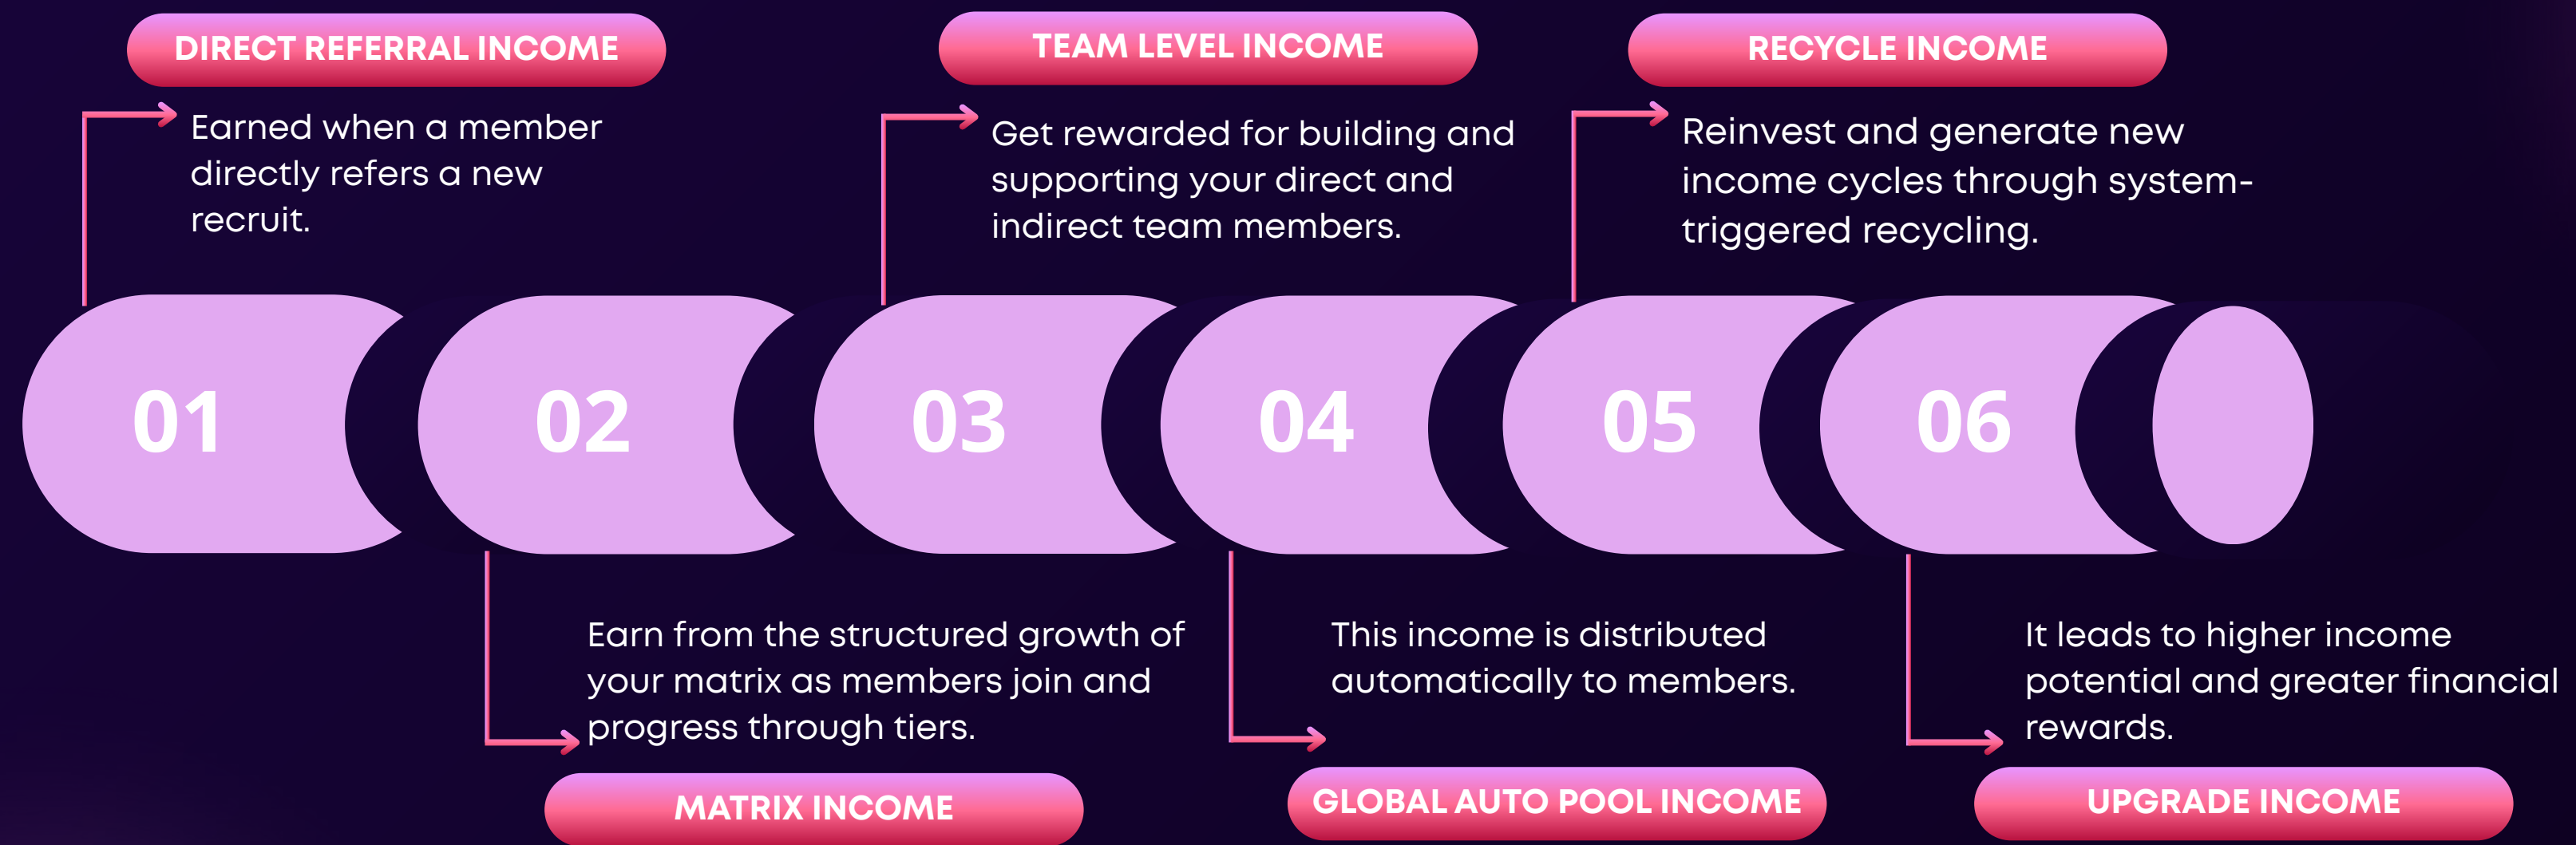 DIRECT REFERRAL INCOME
Earned when a member
directly refers a new
recruit.
TEAM LEVEL INCOME
Get rewarded for building and
supporting your direct and
indirect team members.
RECYCLE INCOME
Reinvest and generate new
income cycles through system-
triggered recycling.
01
02
03
04
05
06
Earn from the structured growth of
your matrix as members join and
progress through tiers.
MATRIX INCOME
This income is distributed
automatically to members.
GLOBAL AUTO POOL INCOME
It leads to higher income
potential and greater financial
rewards.
UPGRADE INCOME